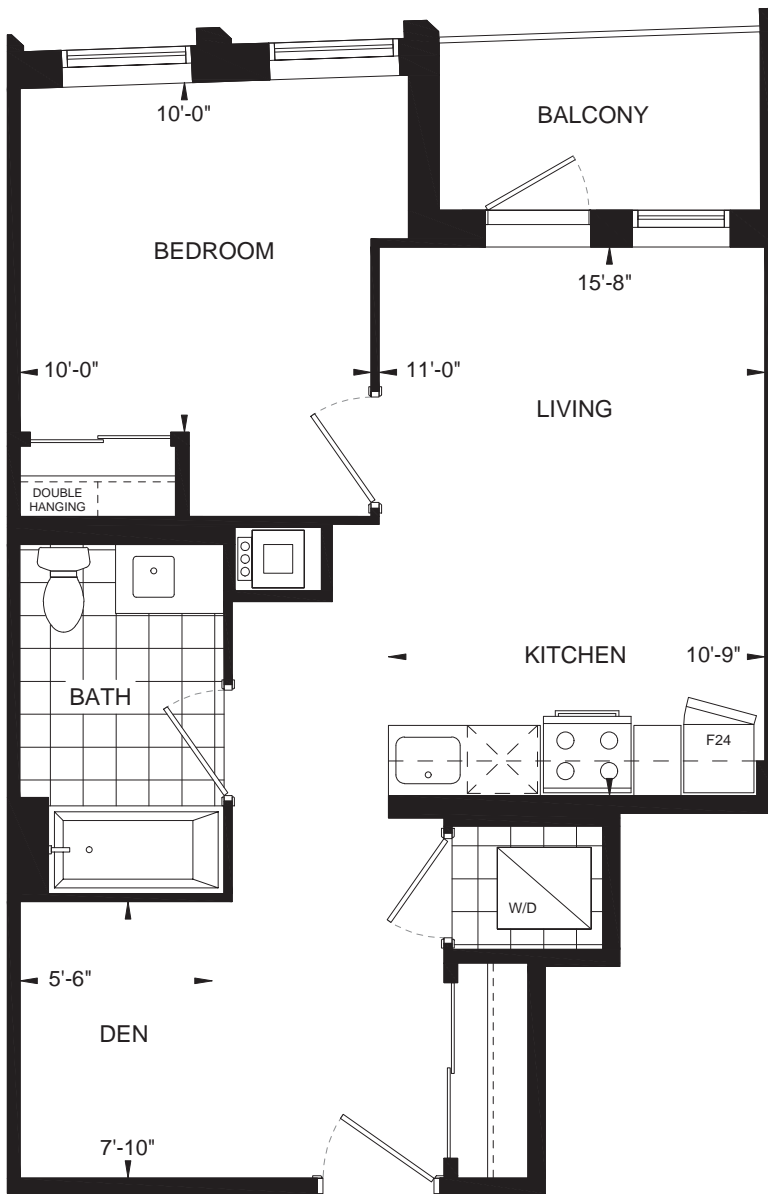 10'-0"
BALCONY
BEDROOM
15'-8"
10'-0"
11'-0"
LIVING
DOUBLE
HANGING
KITCHEN
10'-9"
BATH
F24
W/D
5'-6"
DEN
7'-10"